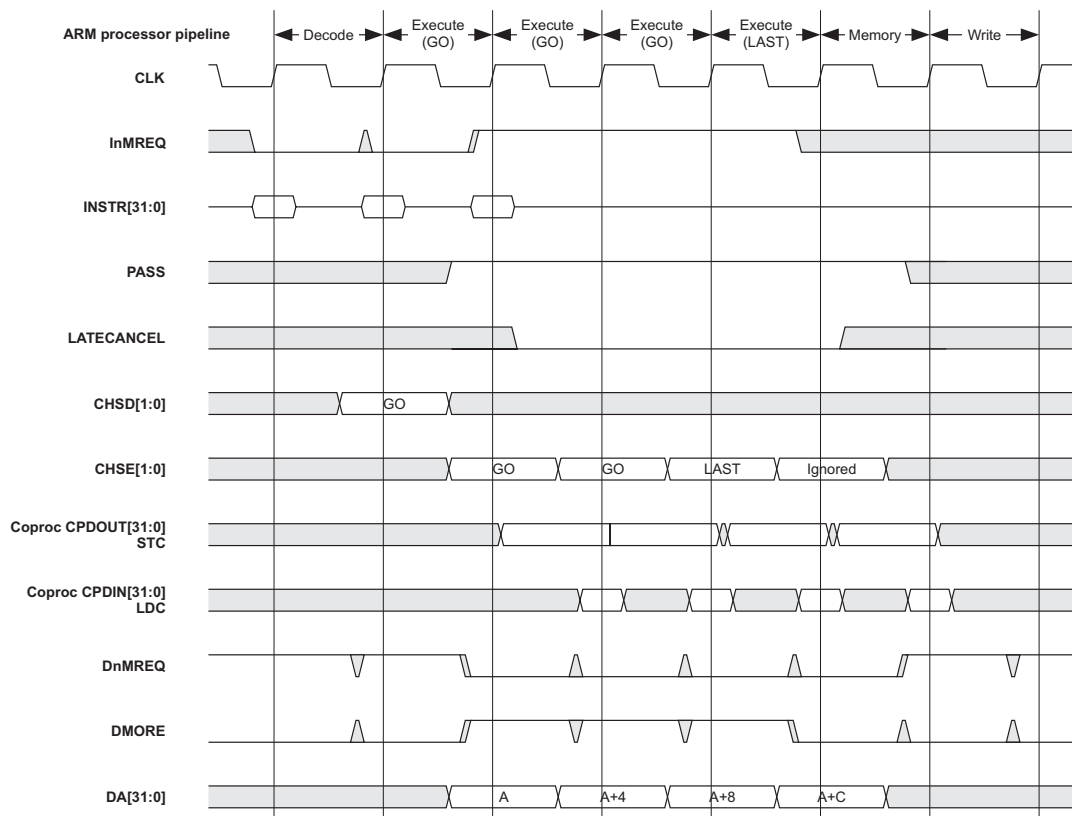 ARM processor pipeline
Decode
Execute
(GO)
Execute
(GO)
Execute
(GO)
Execute
(LAST)
Memory
Write
CLK
InMREQ
INSTR[31:0]
PASS
LATECANCEL
CHSD[1:0]
GO
CHSE[1:0]
GO
GO
LAST
Ignored
Coproc CPDOUT[31:0]
STC
Coproc CPDIN[31:0]
LDC
DnMREQ
DMORE
DA[31:0]
A
A+4
A+8
A+C